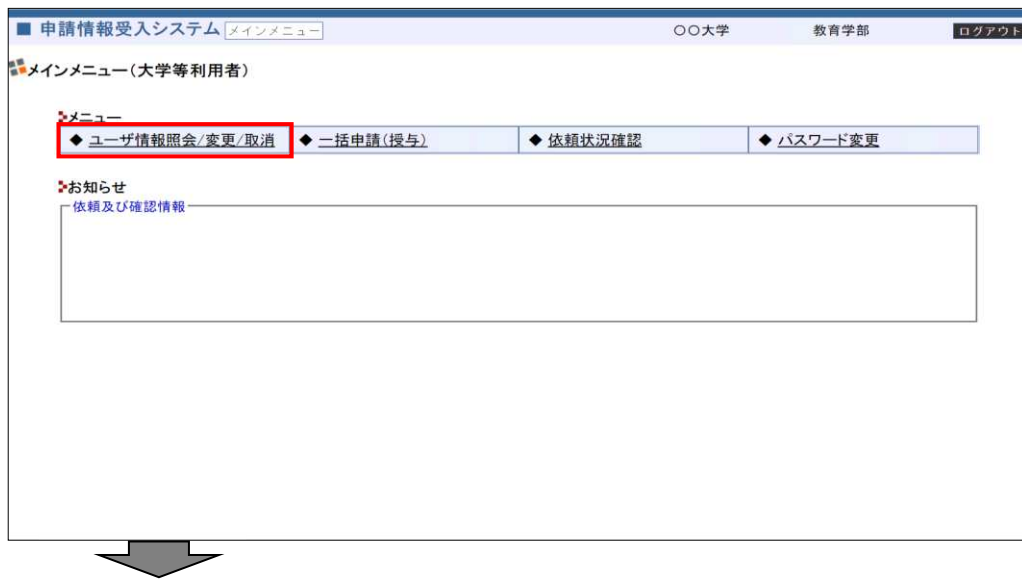 ■ 申請情報受入システム メインメニュー ○○大学 教育学部 ログアウト
メインメニュー(大学等利用者)
メニュー
◆ ユーザ情報照会/変更/取消 ◆ 一括申請(授与) ◆ 依頼状況確認 ◆ パスワード変更
お知らせ
依頼及び確認情報